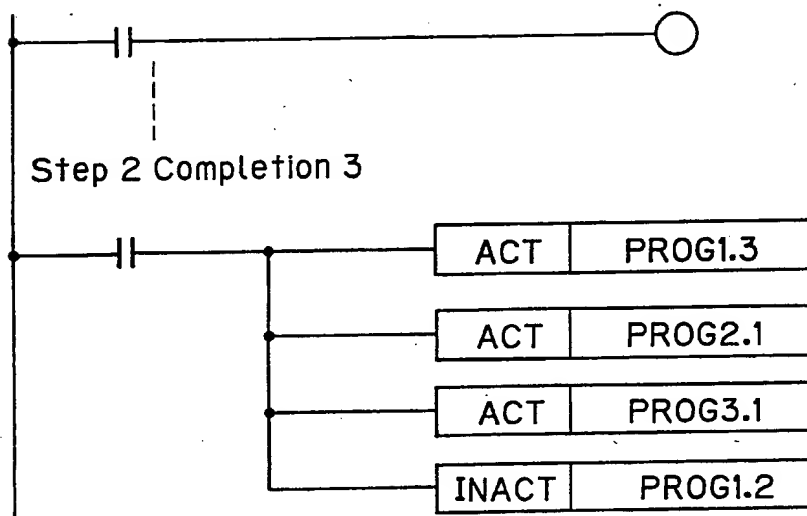 Step 2 Completion 3
ACT PROG1.3
ACT PROG2.1
ACT PROG3.1
INACT PROG1.2